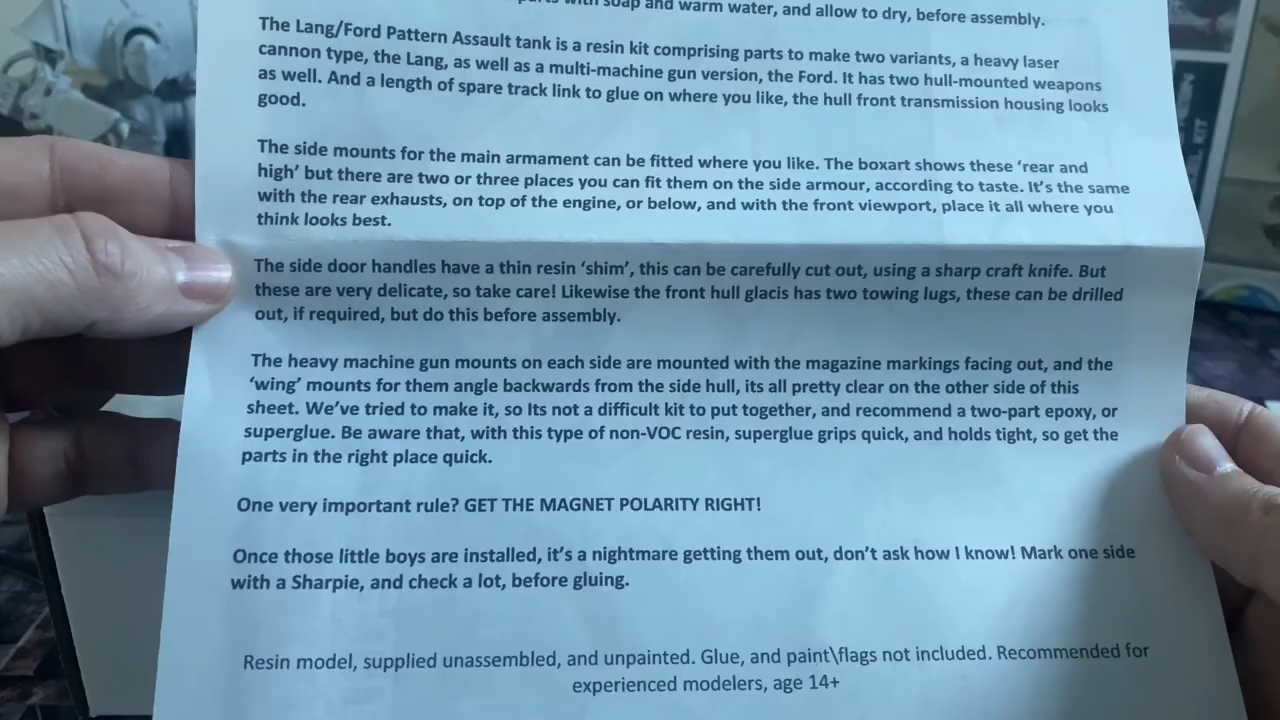 with soap and warm water, and allow to dry, before assembly.
The Lang/Ford Pattern Assault tank is a resin kit comprising parts to make two variants, a heavy laser
cannon type, the Lang, as well as a multi-machine gun version, the Ford. It has two hull-mounted weapons
as well. And a length of spare track link to glue on where you like, the hull front transmission housing looks
good.
The side mounts for the main armament can be fitted where you like. The boxart shows these ‘rear and
high’ but there are two or three places you can fit them on the side armour, according to taste. It’s the same
with the rear exhausts, on top of the engine, or below, and with the front viewport, place it all where you
think looks best.
The side door handles have a thin resin ‘shim’, this can be carefully cut out, using a sharp craft knife. But
these are very delicate, so take care! Likewise the front hull glacis has two towing lugs, these can be drilled
out, if required, but do this before assembly.
The heavy machine gun mounts on each side are mounted with the magazine markings facing out, and the
‘wing’ mounts for them angle backwards from the side hull, its all pretty clear on the other side of this
sheet. We’ve tried to make it, so Its not a difficult kit to put together, and recommend a two-part epoxy, or
superglue. Be aware that, with this type of non-VOC resin, superglue grips quick, and holds tight, so get the
parts in the right place quick.
One very important rule? GET THE MAGNET POLARITY RIGHT!
Once those little boys are installed, it’s a nightmare getting them out, don’t ask how I know! Mark one side
with a Sharpie, and check a lot, before gluing.
Resin model, supplied unassembled, and unpainted. Glue, and paint\flags not included. Recommended for
experienced modelers, age 14+
KIT